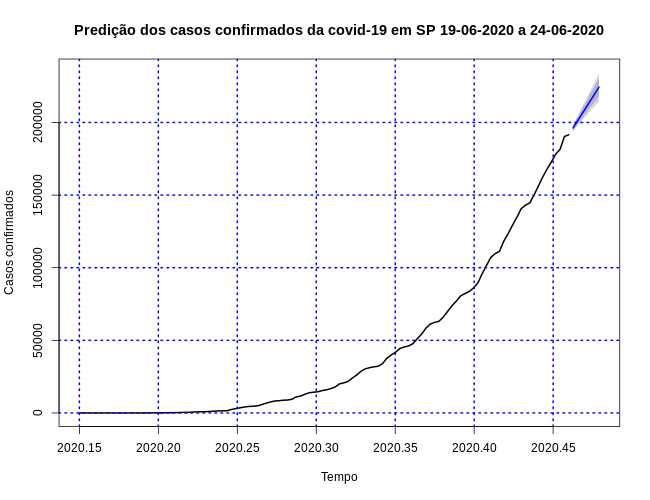 Predição dos casos confirmados da covid-19 em SP 19-06-2020 a 24-06-2020
200000
150000
100000
50000
0
Casos confirmados
2020.15 2020.20 2020.25 2020.30 2020.35 2020.40 2020.45
Tempo